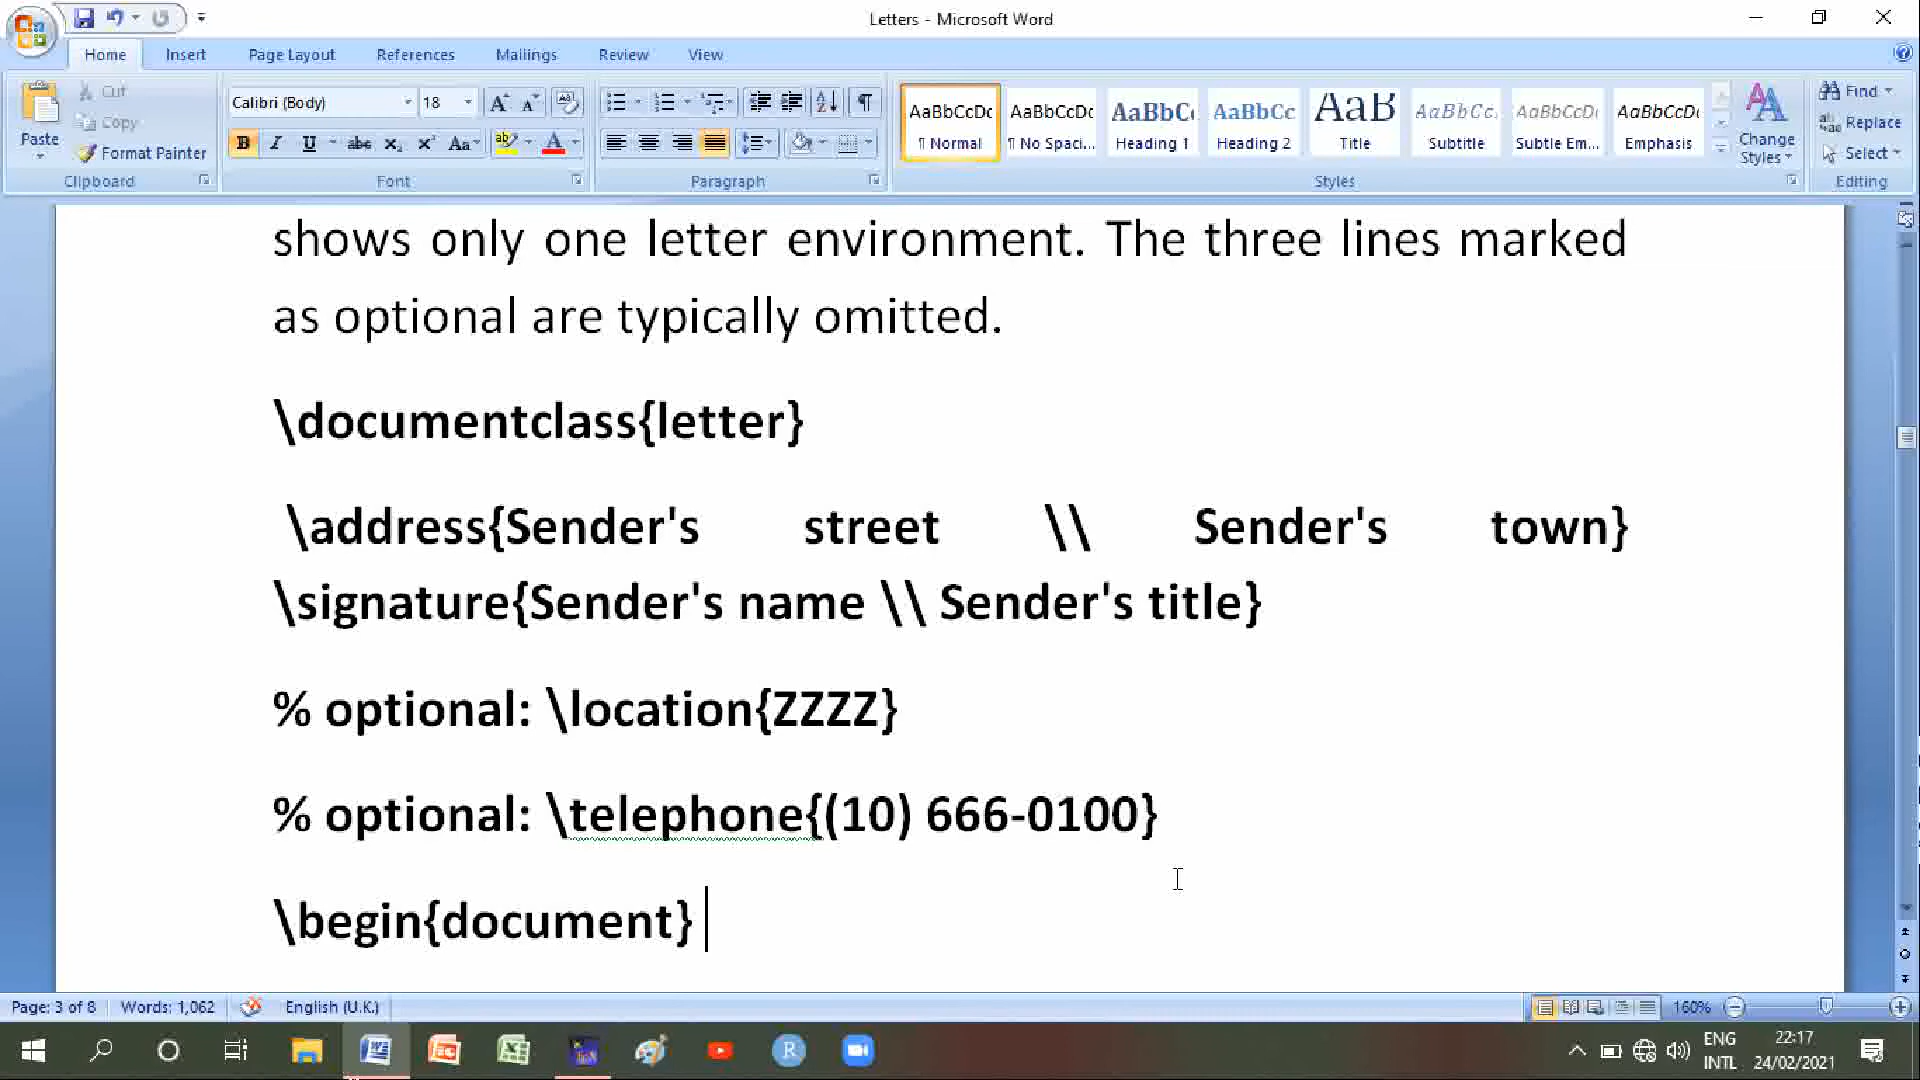 Letters - Microsoft Word
Home Insert Page Layout References Mailings Review View
Paste
Cut
Copy
Format Painter
Clipboard
Calibri (Body) 18
Font
Paragraph
AaBbCcDc AaBbCcDc AaBbC AaBbCc AaB AaBbCc. AaBbCcDı AaBbCcDı
¶ Normal ¶ No Spaci... Heading 1 Heading 2 Title Subtitle Subtle Em... Emphasis
Change Styles
Styles
Find
Replace
Select
Editing
shows only one letter environment. The three lines marked
as optional are typically omitted.
\documentclass{letter}
\address{Sender's street \\ Sender's town}
\signature{Sender's name \\ Sender's title}
% optional: \location{ZZZZ}
% optional: \telephone{(10) 666-0100}
\begin{document}
Page: 3 of 8 Words: 1,062 English (U.K.) 160%
ENG 22:17
INTL 24/02/2021